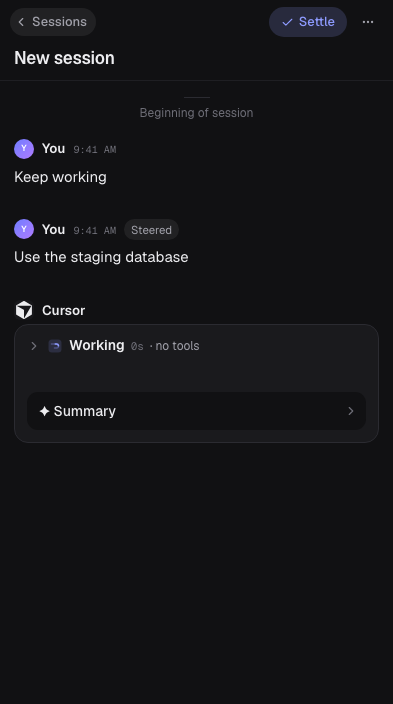 Sessions
Settle
New session
Beginning of session
Y You 9:41 AM
Keep working
Y You 9:41 AM Steered
Use the staging database
Cursor
Working 0s · no tools
Summary